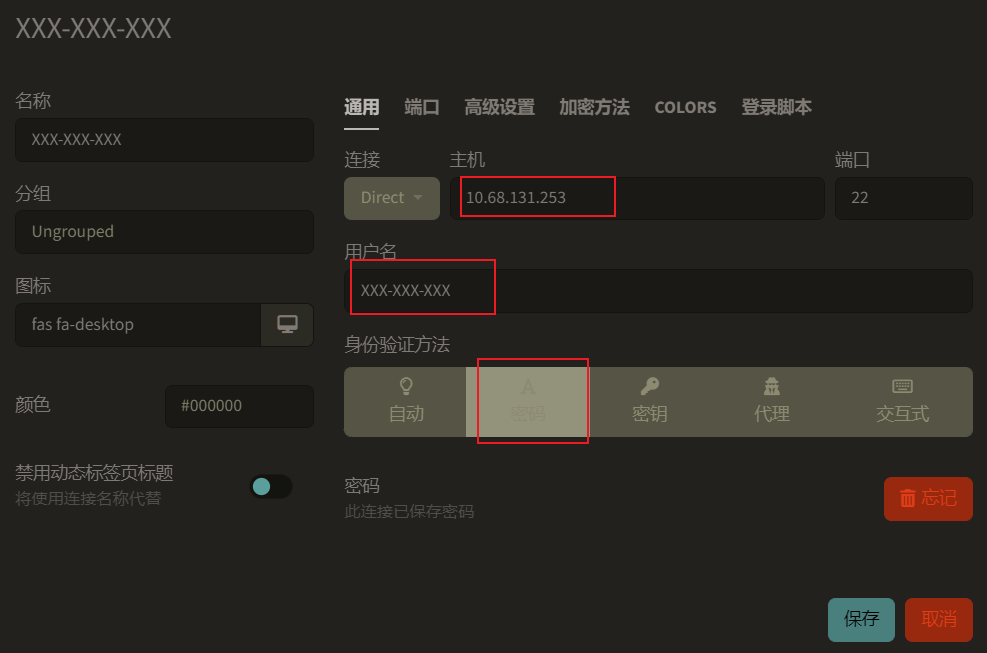 XXX-XXX-XXX
名称
XXX-XXX-XXX
分组
Ungrouped
图标
fas fa-desktop
颜色
#000000
禁用动态标签页标题
将使用连接名称代替
通用 端口 高级设置 加密方法 COLORS 登录脚本
连接 主机 端口
Direct 10.68.131.253 22
用户名
XXX-XXX-XXX
身份验证方法
自动 密码 密钥 代理 交互式
密码
此连接已保存密码
忘记
保存 取消